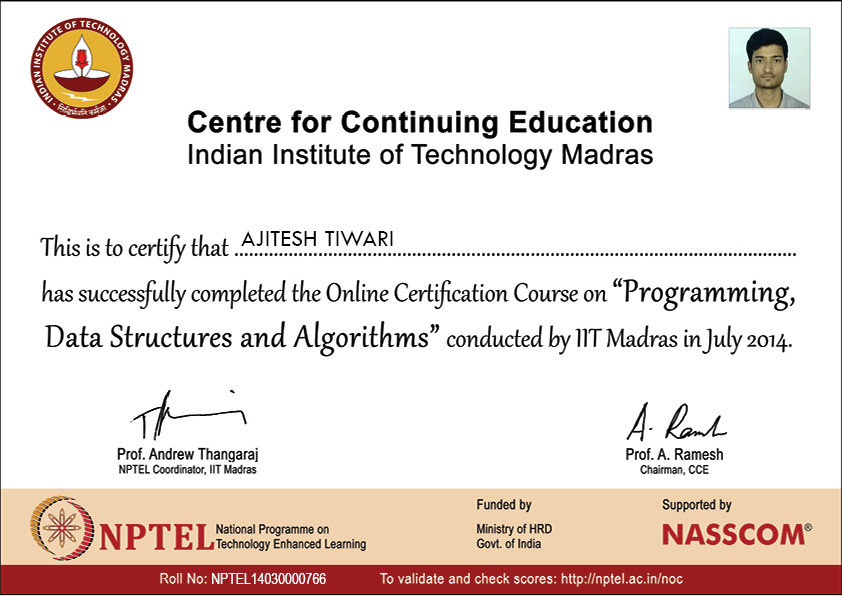 INDIAN INSTITUTE OF TECHNOLOGY MADRAS
सिद्धिर्भवति कर्मजा
Centre for Continuing Education
Indian Institute of Technology Madras
This is to certify that AJITESH TIWARI
has successfully completed the Online Certification Course on “Programming,
Data Structures and Algorithms” conducted by IIT Madras in July 2014.
A. Ramesh
Prof. Andrew Thangaraj
NPTEL Coordinator, IIT Madras
Prof. A. Ramesh
Chairman, CCE
NPTEL
National Programme on
Technology Enhanced Learning
Funded by
Ministry of HRD
Govt. of India
Supported by
NASSCOM®
Roll No: NPTEL14030000766
To validate and check scores: http://nptel.ac.in/noc